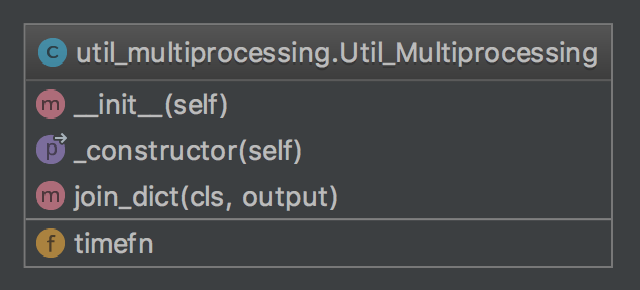 C util_multiprocessing.Util_Multiprocessing
m __init__(self)
p _constructor(self)
m join_dict(cls, output)
f timefn